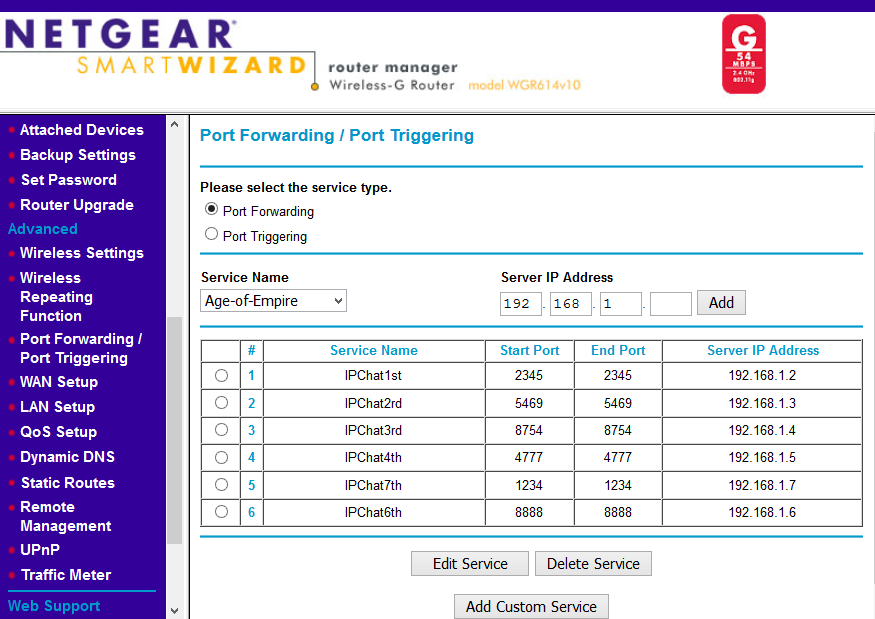 NETGEAR®
SMARTWIZARD
router manager
Wireless-G Router model WGR614v10
G
54
MBPS
2.4 GHz
802.11g
Attached Devices
Backup Settings
Set Password
Router Upgrade
Advanced
Wireless Settings
Wireless
Repeating
Function
Port Forwarding /
Port Triggering
WAN Setup
LAN Setup
QoS Setup
Dynamic DNS
Static Routes
Remote
Management
UPnP
Traffic Meter
Web Support
Port Forwarding / Port Triggering
Please select the service type.
Port Forwarding
Port Triggering
Service Name Server IP Address
Age-of-Empire 192 . 168 . 1 . Add
# Service Name Start Port End Port Server IP Address
1 IPChat1st 2345 2345 192.168.1.2
2 IPChat2rd 5469 5469 192.168.1.3
3 IPChat3rd 8754 8754 192.168.1.4
4 IPChat4th 4777 4777 192.168.1.5
5 IPChat7th 1234 1234 192.168.1.7
6 IPChat6th 8888 8888 192.168.1.6
Edit Service Delete Service
Add Custom Service